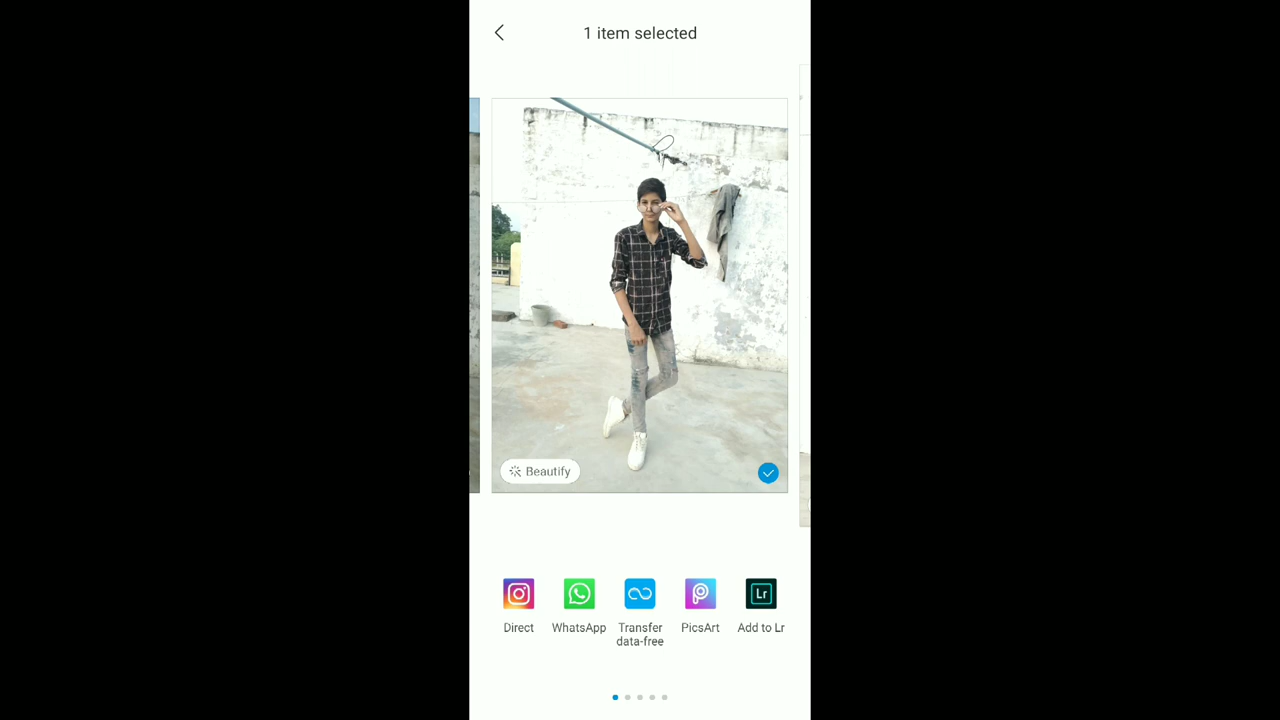 1 item selected
Beautify
Direct
WhatsApp
Transfer
data-free
PicsArt
Lr
Add to Lr